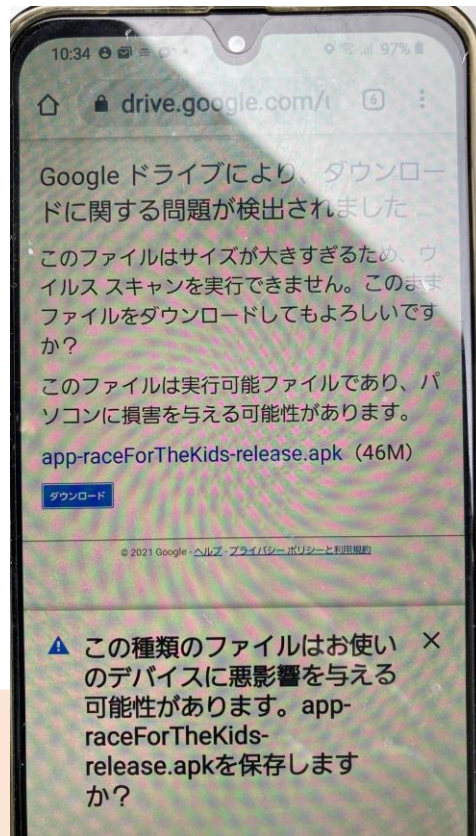 10:34
97%
drive.google.com/
6
Google ドライブにより、ダウンロー
ドに関する問題が検出されました
このファイルはサイズが大きすぎるため、ウ
イルス スキャンを実行できません。このまま
ファイルをダウンロードしてもよろしいです
か？
このファイルは実行可能ファイルであり、パ
ソコンに損害を与える可能性があります。
app-raceForTheKids-release.apk（46M）
ダウンロード
© 2021 Google - ヘルプ - プライバシー ポリシーと利用規約
この種類のファイルはお使い
のデバイスに悪影響を与える
可能性があります。app-
raceForTheKids-
release.apkを保存します
か？